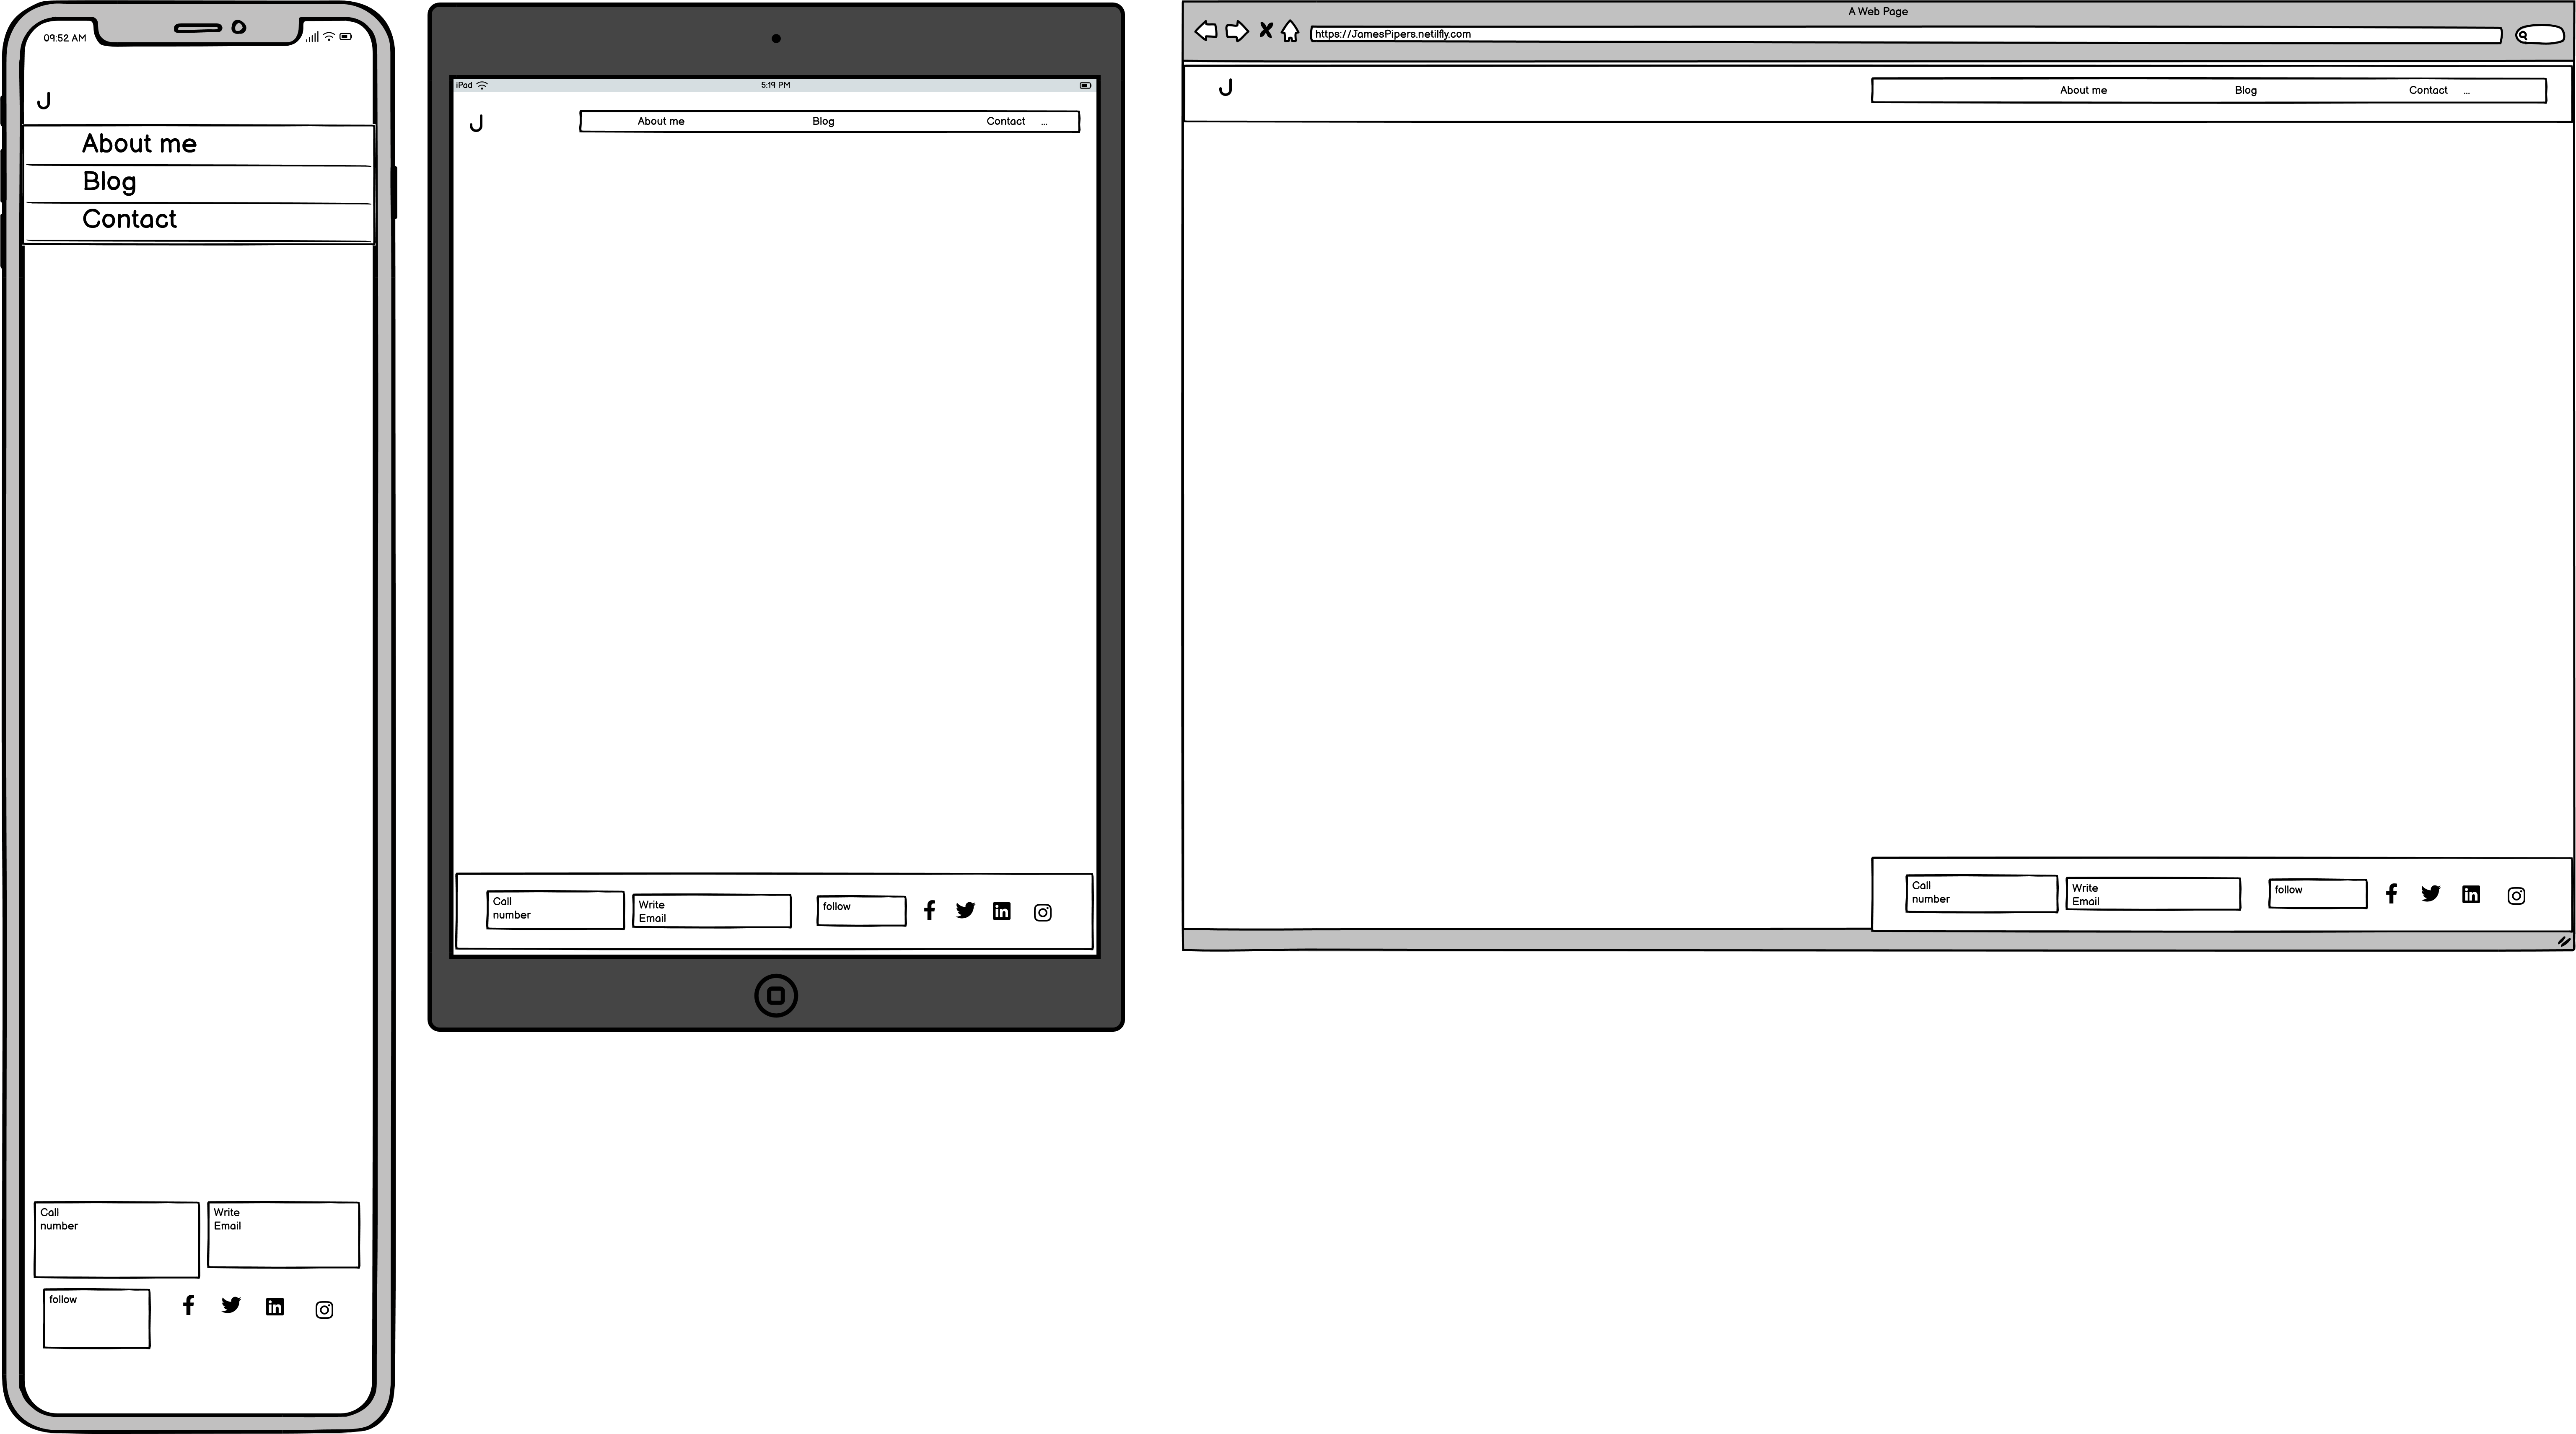 09:52 AM
J
About me
Blog
Contact
Call
number
Write
Email
follow
iPad
5:19 PM
J
About me
Blog
Contact
...
Call
number
Write
Email
follow
A Web Page
https://JamesPipers.netilfly.com
J
About me
Blog
Contact
...
Call
number
Write
Email
follow